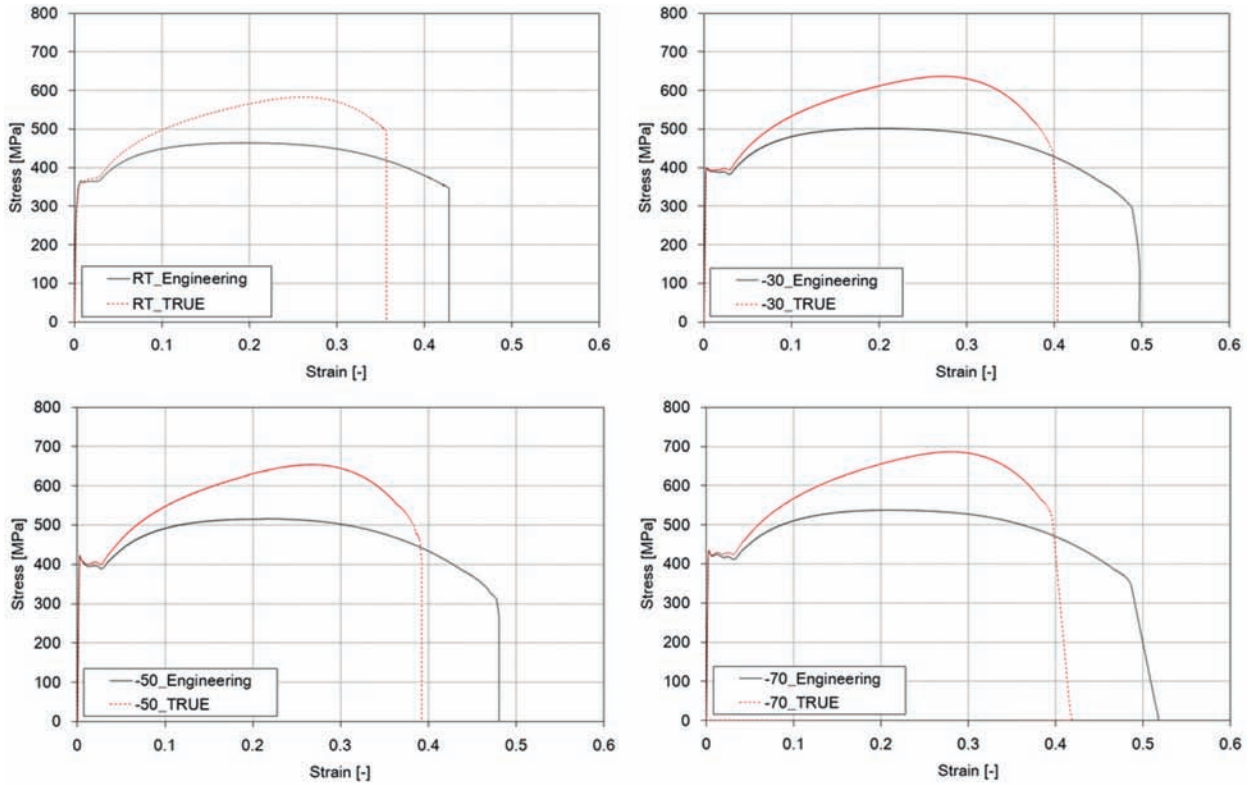 800
700
600
500
400
300
200
100
0
Stress [MPa]
RT_Engineering
RT_TRUE
0 0.1 0.2 0.3 0.4 0.5 0.6
Strain [-]
800
700
600
500
400
300
200
100
0
Stress [MPa]
-30_Engineering
-30_TRUE
0 0.1 0.2 0.3 0.4 0.5 0.6
Strain [-]
800
700
600
500
400
300
200
100
0
Stress [MPa]
-50_Engineering
-50_TRUE
0 0.1 0.2 0.3 0.4 0.5 0.6
Strain [-]
800
700
600
500
400
300
200
100
0
Stress [MPa]
-70_Engineering
-70_TRUE
0 0.1 0.2 0.3 0.4 0.5 0.6
Strain [-]